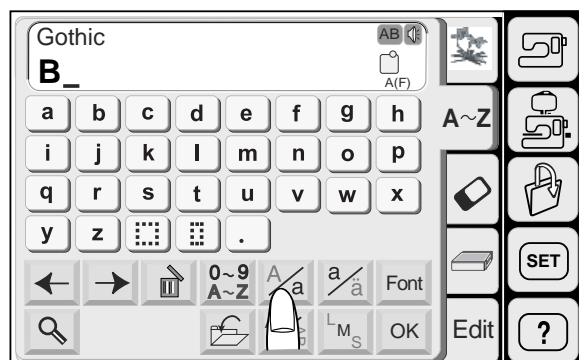 Gothic AB
B_
A(F)
a b c d e f g h A~Z
i j k l m n o p
q r s t u v w x
y z .
0~9
A~Z A/a a/ä Font SET
L M S OK Edit ?